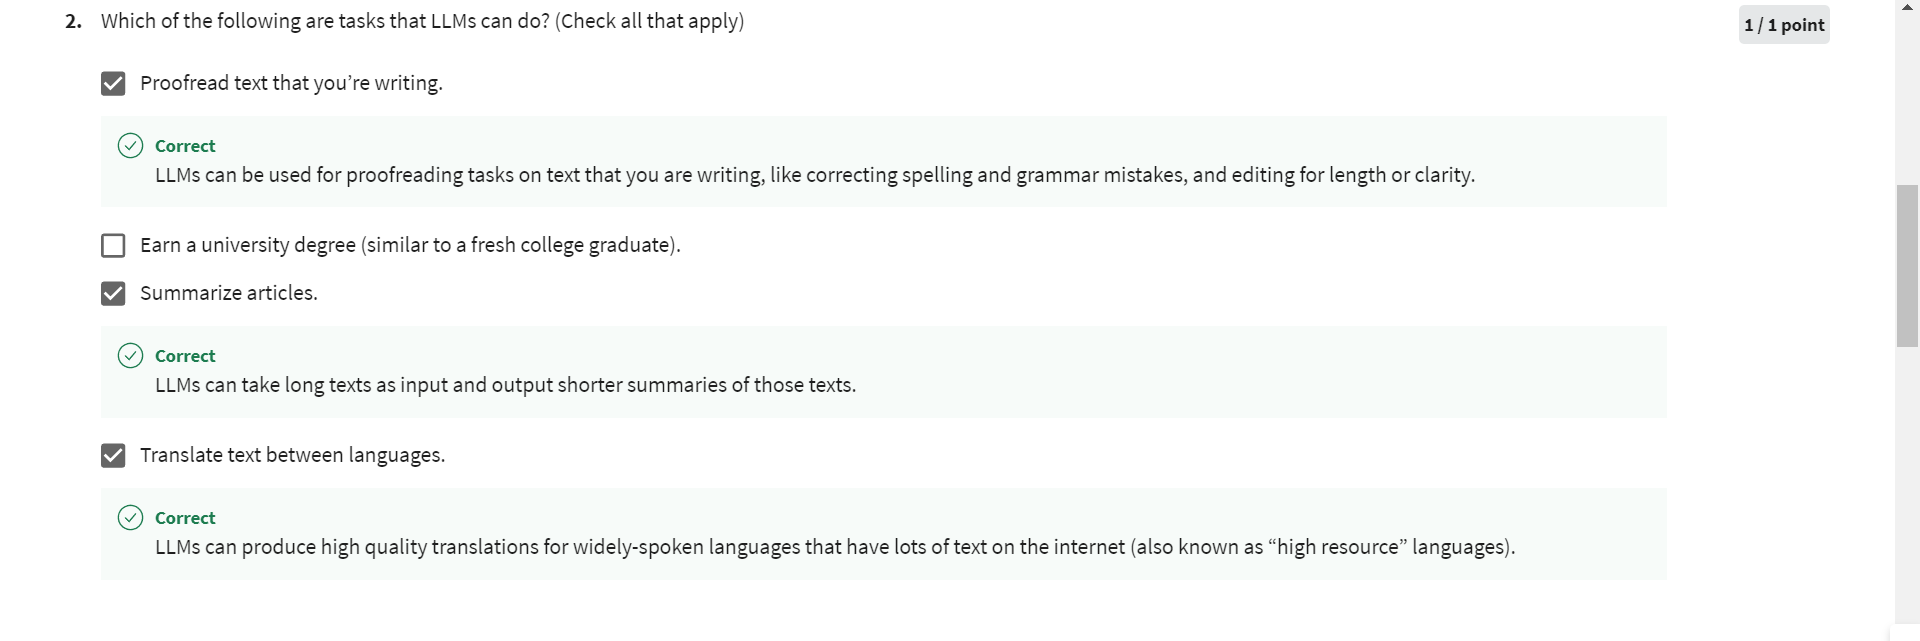 2. Which of the following are tasks that LLMs can do? (Check all that apply)
1 / 1 point
Proofread text that you’re writing.
Correct
LLMs can be used for proofreading tasks on text that you are writing, like correcting spelling and grammar mistakes, and editing for length or clarity.
Earn a university degree (similar to a fresh college graduate).
Summarize articles.
Correct
LLMs can take long texts as input and output shorter summaries of those texts.
Translate text between languages.
Correct
LLMs can produce high quality translations for widely-spoken languages that have lots of text on the internet (also known as “high resource” languages).